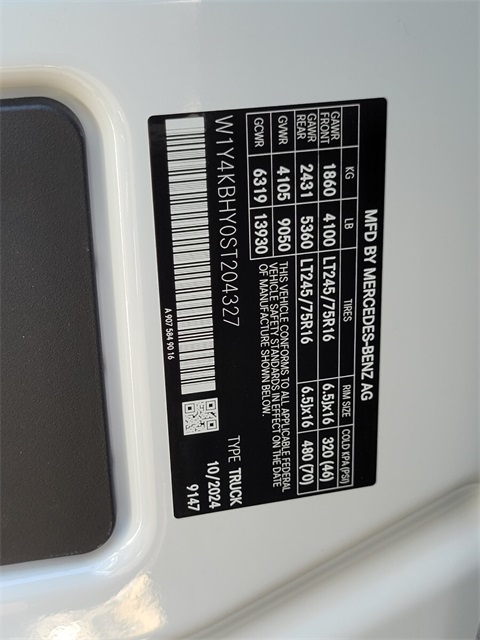 MFD BY MERCEDES-BENZ AG
KG LB TIRES RIM SIZE COLD KPA (PSI)
GAWR FRONT 1860 4100 LT245/75R16 6.5Jx16 320 (46)
GAWR REAR 2431 5360 LT245/75R16 6.5Jx16 480 (70)
GVWR 4105 9050
GCWR 6319 13930
THIS VEHICLE CONFORMS TO ALL APPLICABLE FEDERAL
VEHICLE SAFETY STANDARDS IN EFFECT ON THE DATE
OF MANUFACTURE SHOWN BELOW.
W1Y4KBHY0ST204327
TYPE TRUCK
10/2024
9147
A 907 584 90 16